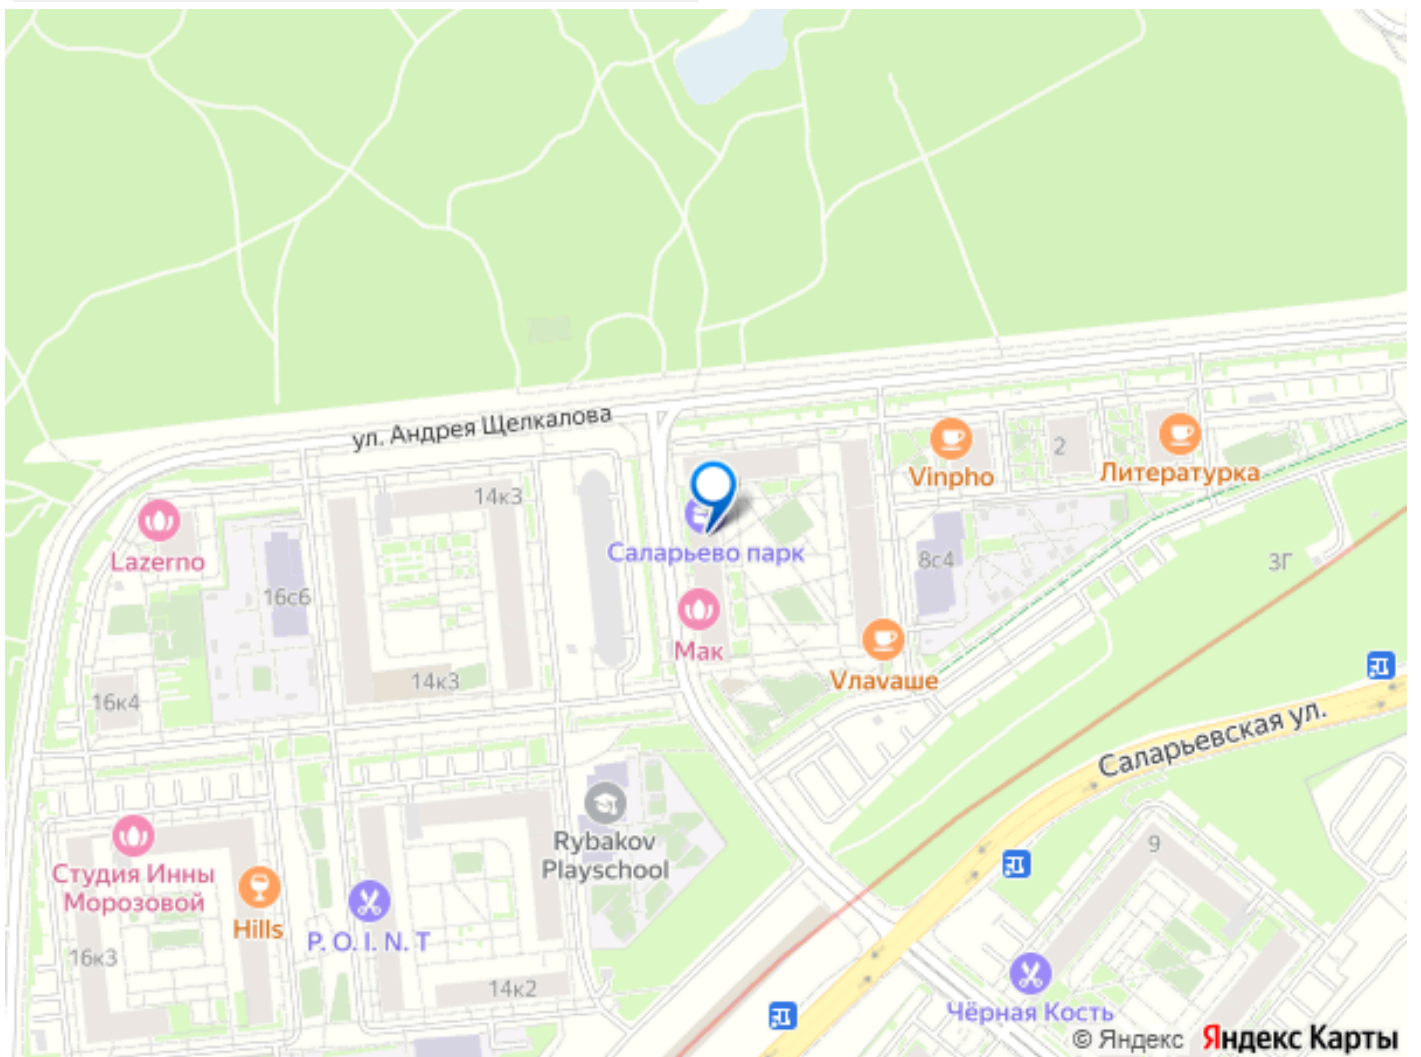 ул. Андрея Щелкалова
2
Vinpho
Литературка
14к3
Lazerno
Саларьево парк
8с4
3Г
16с6
Мак
Vлаваше
14к3
16к4
Саларьевская ул.
Rybakov
Playschool
9
Студия Инны
Морозовой
Hills
P. O. I. N. T
16к3
14к2
Чёрная Кость
© Яндекс Яндекс Карты